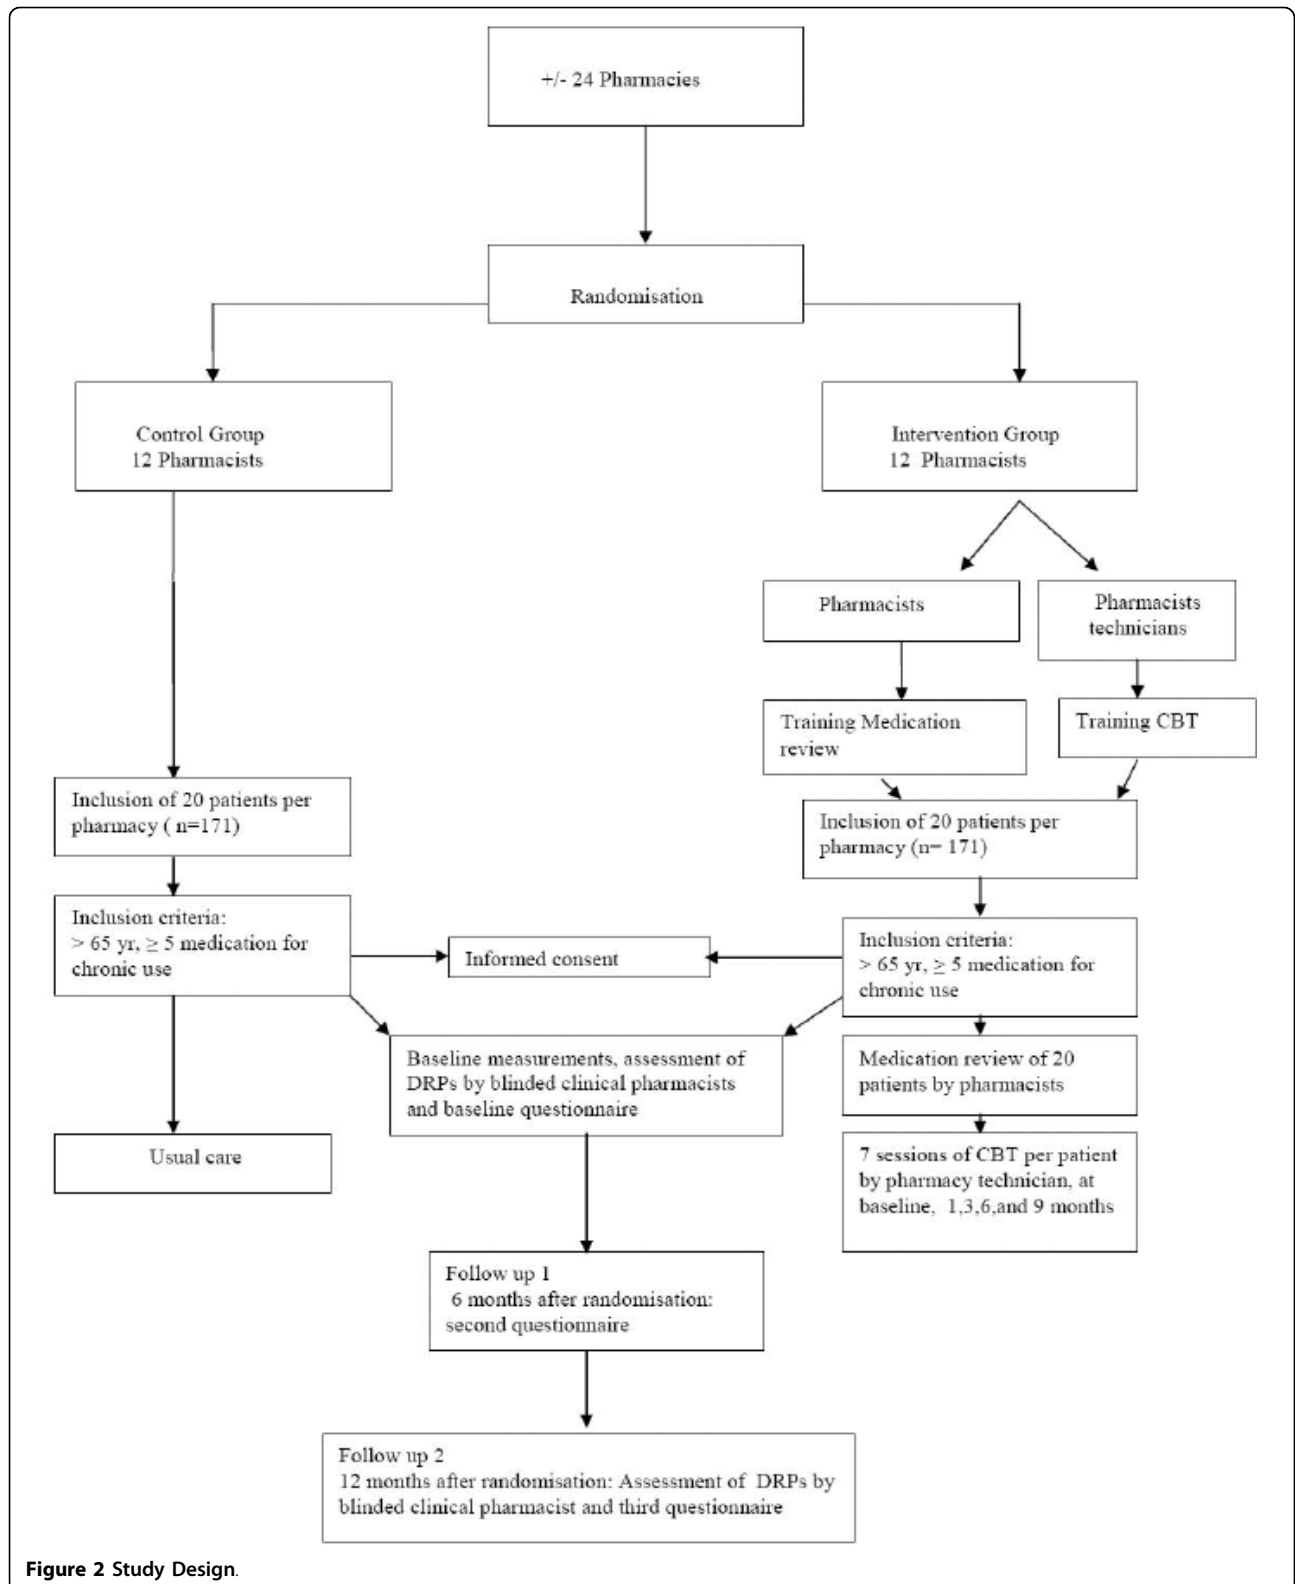 +/- 24 Pharmacies
Randomisation
Control Group
12 Pharmacists
Intervention Group
12 Pharmacists
Pharmacists
Pharmacists
technicians
Training Medication
review
Training CBT
Inclusion of 20 patients per
pharmacy ( n=171)
Inclusion of 20 patients per
pharmacy (n= 171)
Inclusion criteria:
> 65 yr, ≥ 5 medication for
chronic use
Informed consent
Inclusion criteria:
> 65 yr, ≥ 5 medication for
chronic use
Baseline measurements, assessment of
DRPs by blinded clinical pharmacists
and baseline questionnaire
Medication review of 20
patients by pharmacists
Usual care
7 sessions of CBT per patient
by pharmacy technician, at
baseline, 1,3,6,and 9 months
Follow up 1
6 months after randomisation:
second questionnaire
Follow up 2
12 months after randomisation: Assessment of DRPs by
blinded clinical pharmacist and third questionnaire
Figure 2 Study Design.